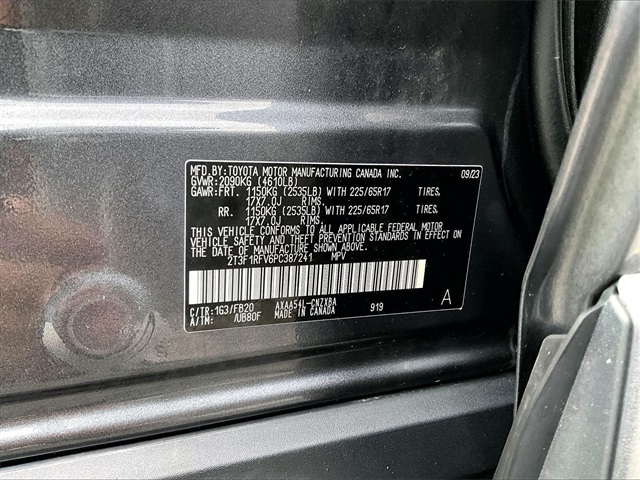 MFD.BY:TOYOTA MOTOR MANUFACTURING CANADA INC. 09/23
GVWR:2090KG (4610LB)
GAWR:FRT. 1150KG (2535LB) WITH 225/65R17 TIRES,
17X7.0J RIMS.
RR. 1150KG (2535LB) WITH 225/65R17 TIRES,
17X7.0J RIMS.
THIS VEHICLE CONFORMS TO ALL APPLICABLE FEDERAL MOTOR
VEHICLE SAFETY AND THEFT PREVENTION STANDARDS IN EFFECT ON
THE DATE OF MANUFACTURE SHOWN ABOVE.
2T3F1RFV6PC387241 MPV
C/TR:1G3/FB20 AXAA54L-CNZXBA A
A/TM: /UB80F MADE IN CANADA 919